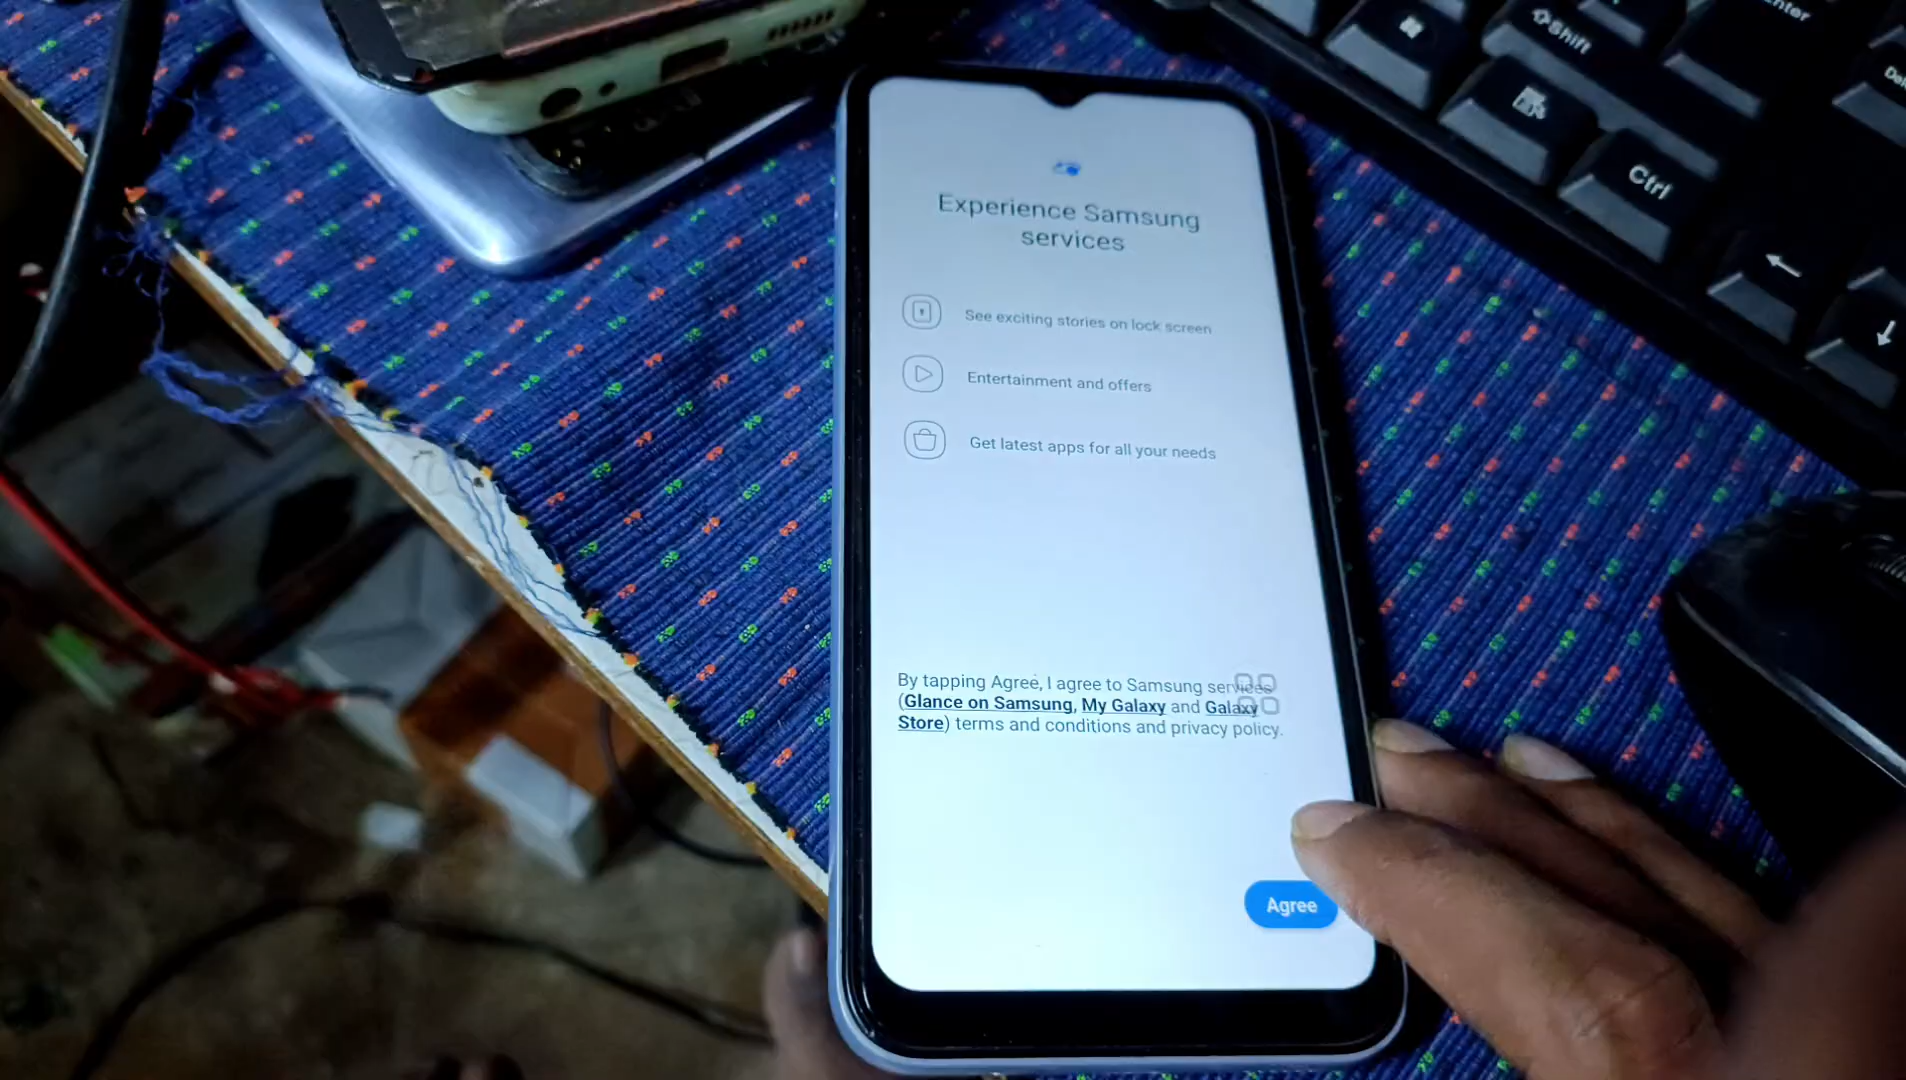 Enter
Shift
Del
Ctrl
Experience Samsung
services
See exciting stories on lock screen
Entertainment and offers
Get latest apps for all your needs
By tapping Agree, I agree to Samsung services
(Glance on Samsung, My Galaxy and Galaxy
Store) terms and conditions and privacy policy.
Agree